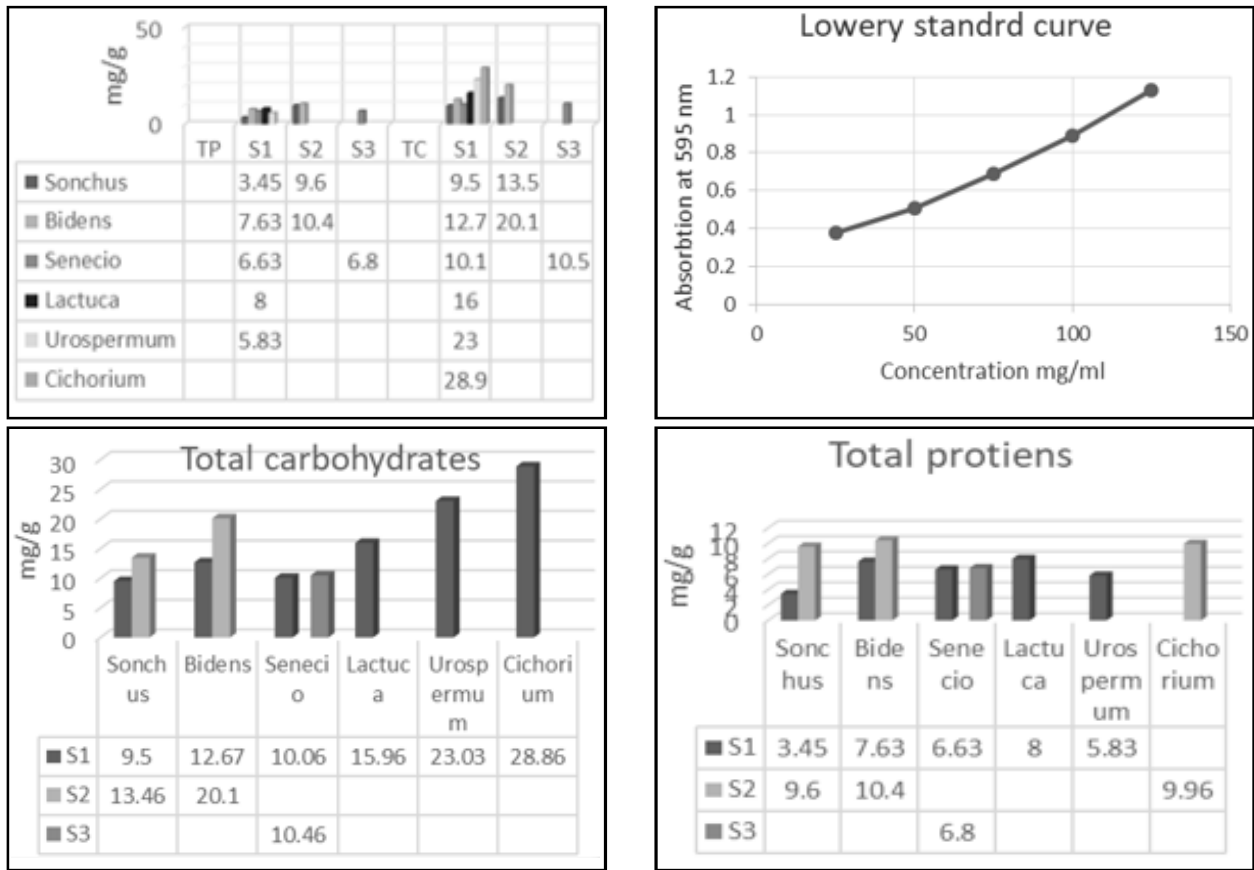 mg/g
50
0
TP S1 S2 S3 TC S1 S2 S3
Sonchus 3.45 9.6 9.5 13.5
Bidens 7.63 10.4 12.7 20.1
Senecio 6.63 6.8 10.1 10.5
Lactuca 8 16
Urospermum 5.83 23
Cichorium 28.9
Lowery standrd curve
Absorbtion at 595 nm
1.2
1
0.8
0.6
0.4
0.2
0
0 50 100 150
Concentration mg/ml
Total carbohydrates
mg/g
30
25
20
15
10
5
0
Sonch Bidens Seneci Lactuc Urosp Cichori
us o a ermu um
m
S1 9.5 12.67 10.06 15.96 23.03 28.86
S2 13.46 20.1
S3 10.46
Total protiens
mg/g
12
10
8
6
4
2
0
Sonc Bide Sene Lactu Uros Cicho
hus ns cio ca perm rium
um
S1 3.45 7.63 6.63 8 5.83
S2 9.6 10.4 9.96
S3 6.8